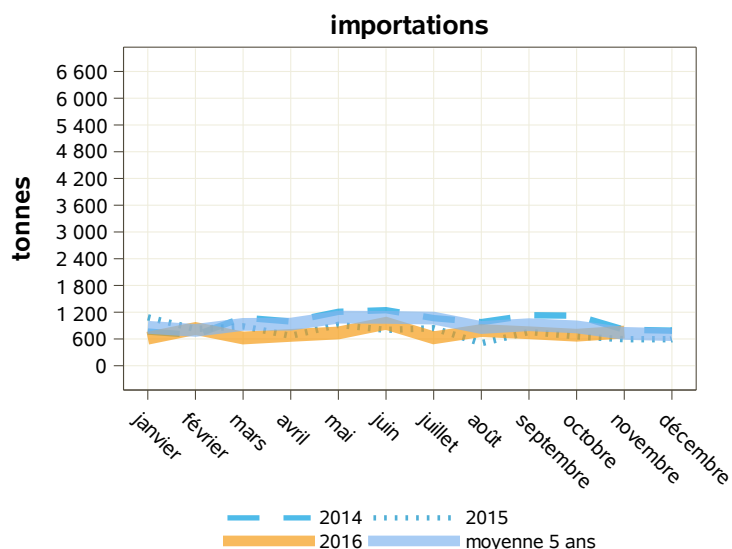 importations
tonnes
6 600
6 000
5 400
4 800
4 200
3 600
3 000
2 400
1 800
1 200
600
0
janvier
février
mars
avril
mai
juin
juillet
août
septembre
octobre
novembre
décembre
2014
2015
2016
moyenne 5 ans